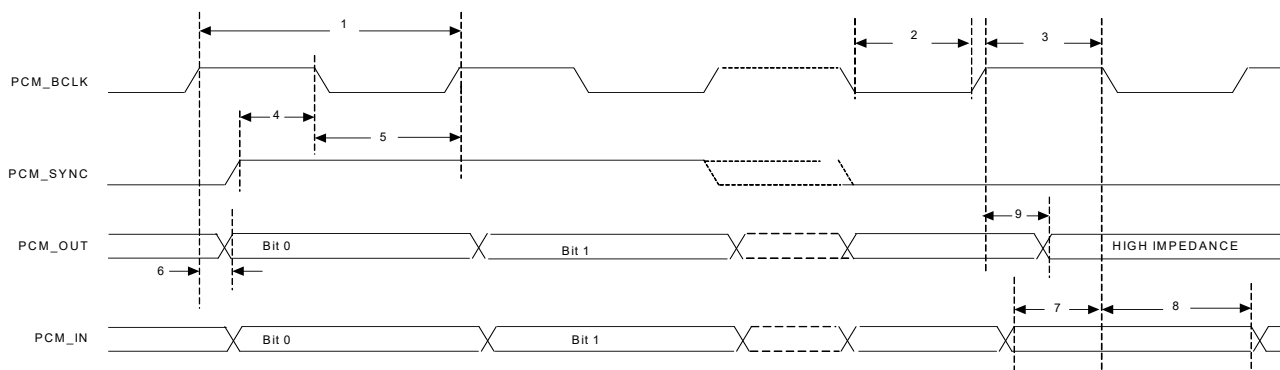 1
2
3
PCM_BCLK
4
5
PCM_SYNC
9
PCM_OUT
Bit 0
Bit 1
HIGH IMPEDANCE
6
7
8
PCM_IN
Bit 0
Bit 1